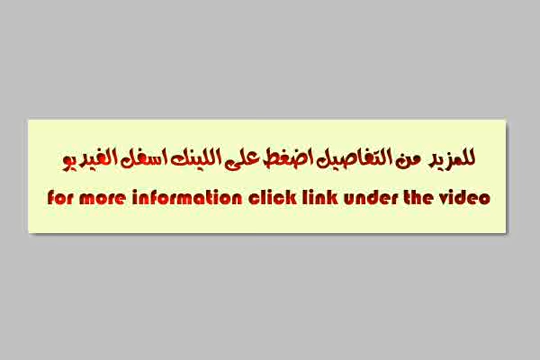 للمزيد من التفاصيل اضغط على اللينك اسفل الفيديو
for more information click link under the video